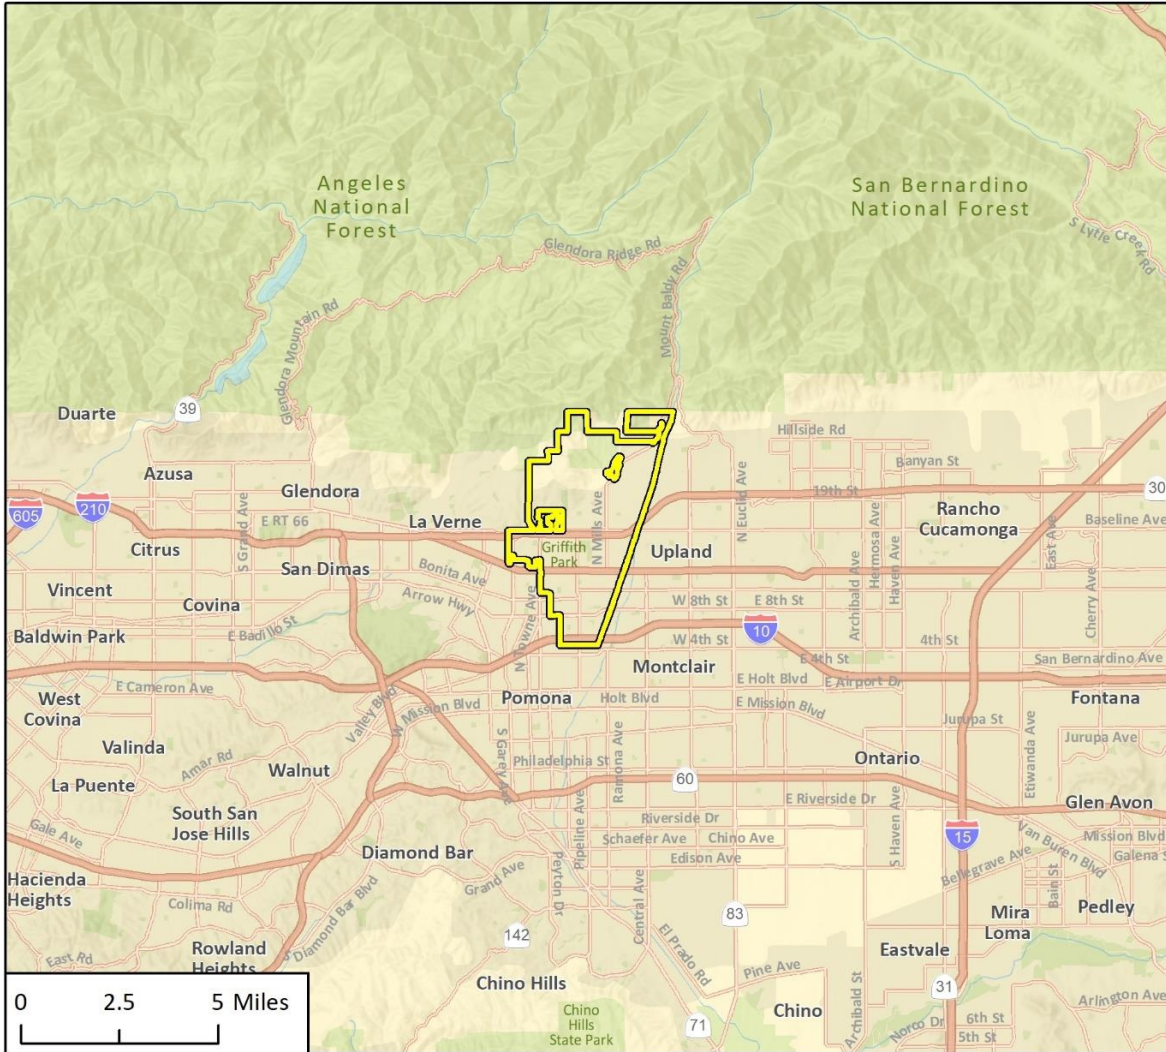 Angeles
National
Forest
San Bernardino
National Forest
Glendora Ridge Rd
S Lytle Creek Rd
Mount Baldy Rd
Glendora Mountain Rd
Duarte
39
Hillside Rd
Azusa
Banyan St
Glendora
19th St
30
605
210
S Grand Ave
E RT 66
La Verne
N Mills Ave
N Euclid Ave
Rancho
Cucamonga
Baseline Ave
Citrus
Griffith
Park
Upland
San Dimas
Bonita Ave
Hermosa Ave
Haven Ave
Archibald Ave
East Ave
Cherry Ave
Vincent
Covina
Arrow Hwy
N Towne Ave
W 8th St
E 8th St
Baldwin Park
E Badillo St
10
W 4th St
4th St
E 4th St
San Bernardino Ave
Montclair
E Cameron Ave
West
Covina
Valley Blvd
W Mission Blvd
Pomona
Holt Blvd
E Holt Blvd
E Airport Dr
Fontana
E Mission Blvd
Jurupa St
Valinda
Amar Rd
S Garey Ave
Ramona Ave
Etiwanda Ave
Jurupa Ave
La Puente
Walnut
Philadelphia St
Ontario
60
South San
Jose Hills
E Riverside Dr
Glen Avon
Riverside Dr
Gale Ave
Pipeline Ave
Schaefer Ave
Chino Ave
S Haven Ave
15
Van Buren Blvd
Mission Blvd
Diamond Bar
Edison Ave
Galena S
Bellegrave Ave
Hacienda
Heights
Grand Ave
Peyton Dr
Bain St
Colima Rd
S Diamond Bar Blvd
Central Ave
83
Mira
Loma
Pedley
142
Rowland
Heights
East Rd
El Prado Rd
Eastvale
Pine Ave
Chino Hills
31
Archibald St
Arlington Ave
Chino
Chino
Hills
State Park
71
Norco Dr
6th St
5th St
0 2.5 5 Miles